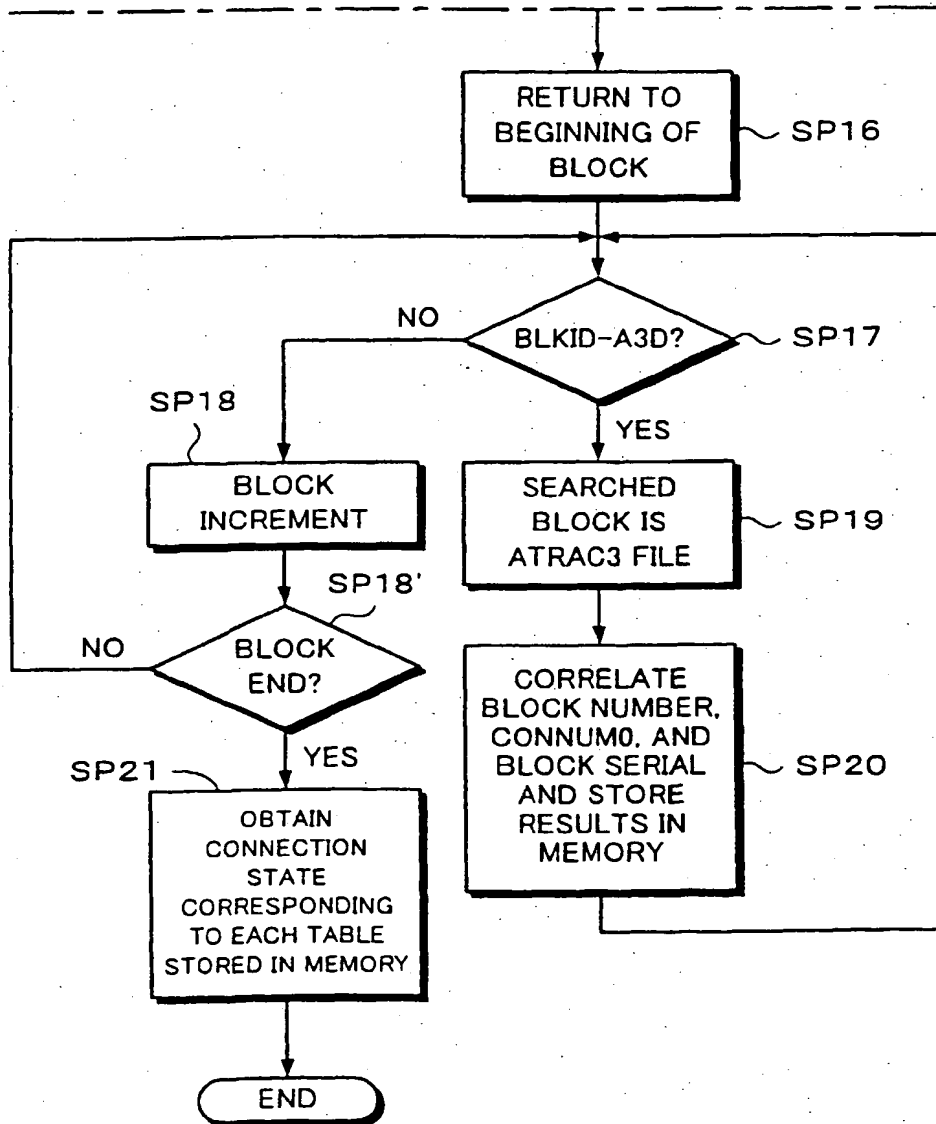 RETURN TO
BEGINNING OF
BLOCK
SP16
NO
BLKID-A3D?
SP17
SP18
YES
BLOCK
INCREMENT
SEARCHED
BLOCK IS
ATRAC3 FILE
SP19
SP18'
NO
BLOCK
END?
CORRELATE
BLOCK NUMBER,
CONNUM0, AND
BLOCK SERIAL
AND STORE
RESULTS IN
MEMORY
SP20
YES
SP21
OBTAIN
CONNECTION
STATE
CORRESPONDING
TO EACH TABLE
STORED IN MEMORY
END